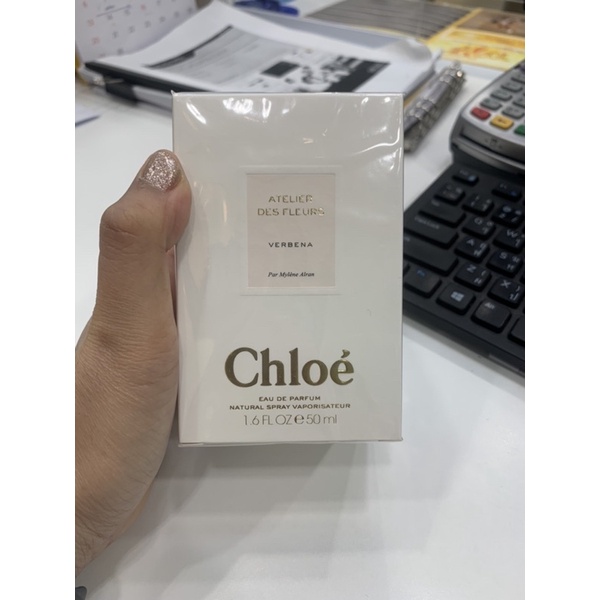 ATELIER
DES FLEURS
VERBENA
Par Mylène Alran
Chloé
EAU DE PARFUM
NATURAL SPRAY VAPORISATEUR
1.6 FL OZ e 50 ml